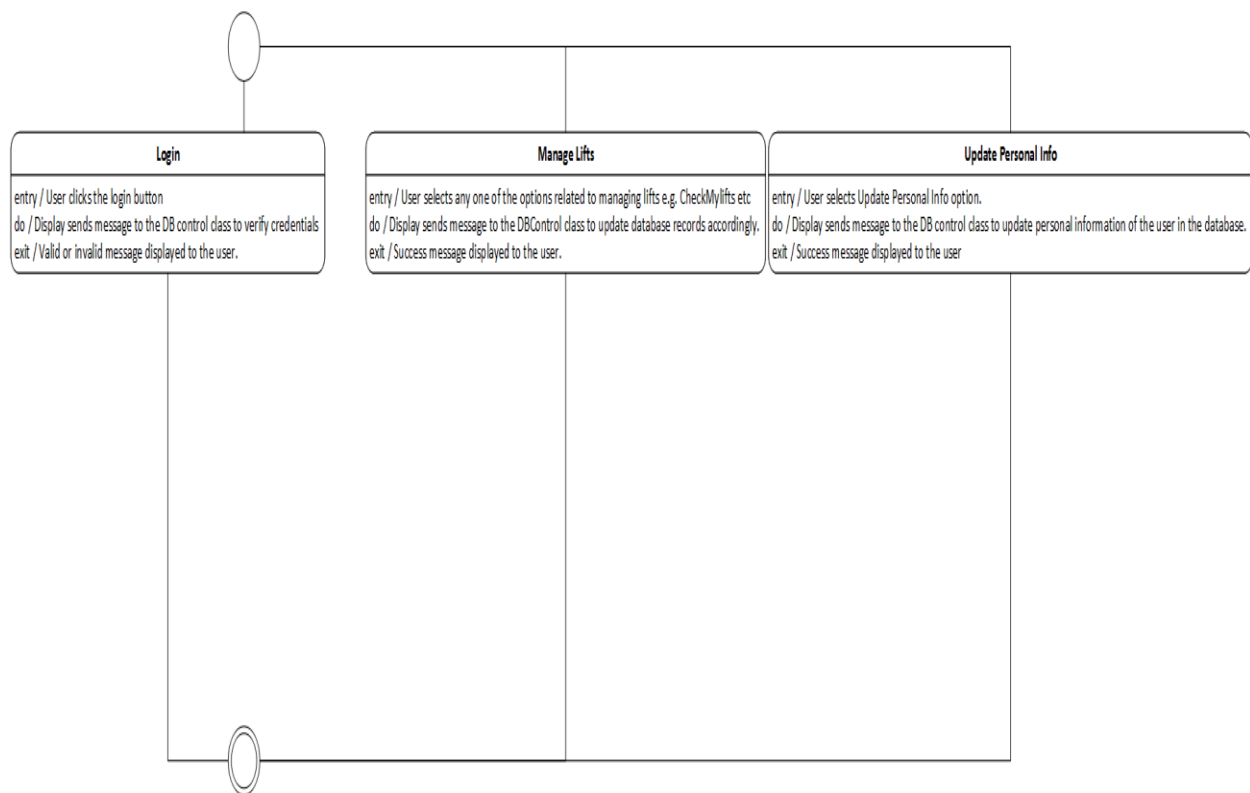 Login
entry / User clicks the login button
do / Display sends message to the DB control class to verify credentials
exit / Valid or invalid message displayed to the user.
Manage Lifts
entry / User selects any one of the options related to managing lifts e.g. CheckMylifts etc
do / Display sends message to the DBControl class to update database records accordingly.
exit / Success message displayed to the user.
Update Personal Info
entry / User selects Update Personal Info option.
do / Display sends message to the DB control class to update personal information of the user in the database.
exit / Success message displayed to the user